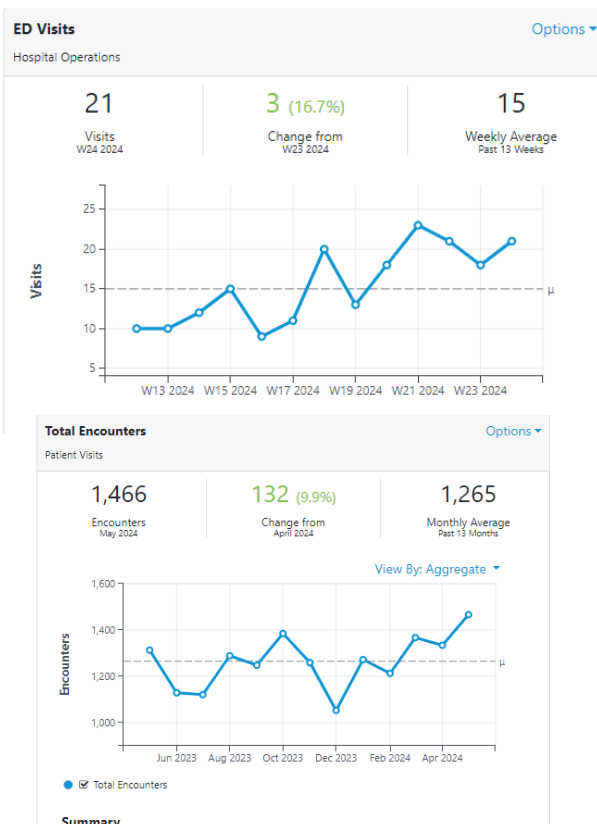 ED Visits Options
Hospital Operations
21 3 (16.7%) 15
Visits Change from Weekly Average
W24 2024 W23 2024 Past 13 Weeks
25
20
15 μ
10
5
Visits
W13 2024 W15 2024 W17 2024 W19 2024 W21 2024 W23 2024
Total Encounters Options
Patient Visits
1,466 132 (9.9%) 1,265
Encounters Change from Monthly Average
May 2024 April 2024 Past 13 Months
View By: Aggregate
1,600
1,400
1,200
1,000
μ
Encounters
Jun 2023 Aug 2023 Oct 2023 Dec 2023 Feb 2024 Apr 2024
Total Encounters
Summary